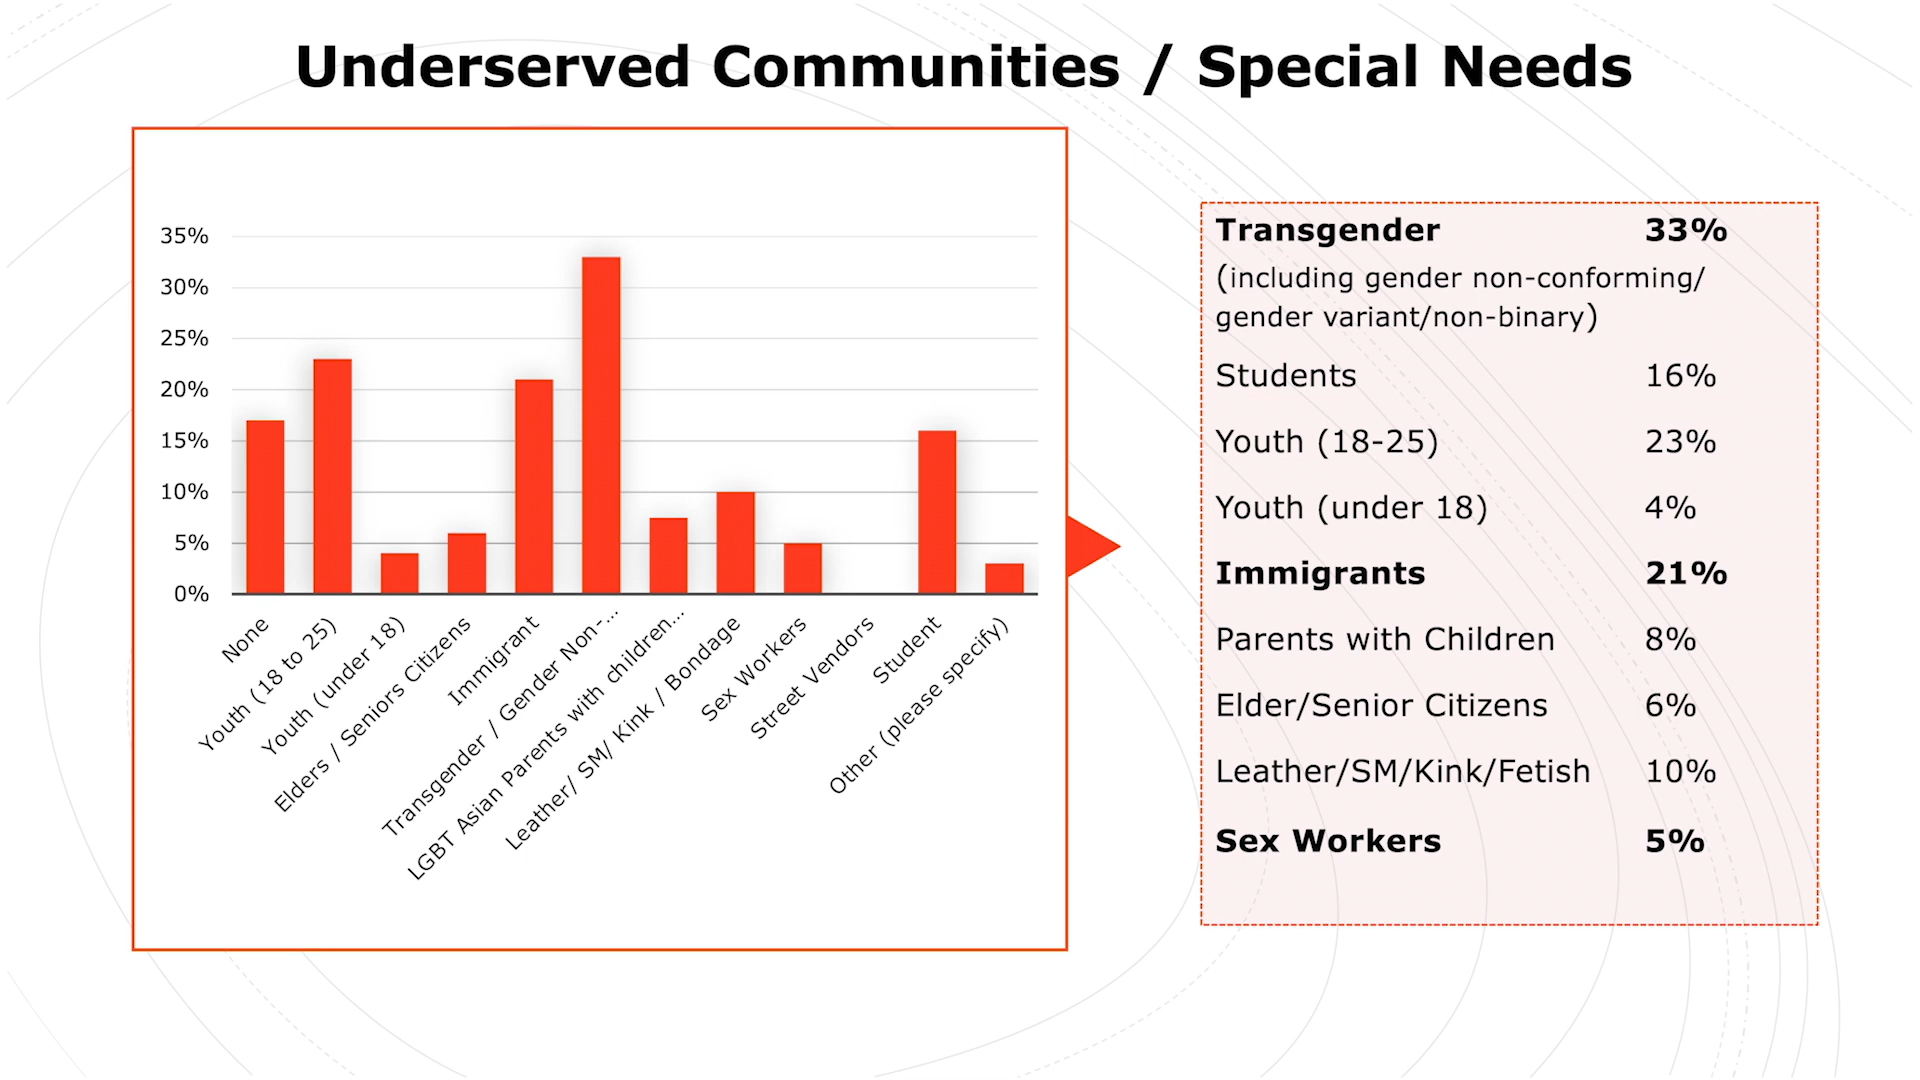 Underserved Communities / Special Needs
35%
30%
25%
20%
15%
10%
5%
0%
None
Youth (18 to 25)
Youth (under 18)
Elders / Seniors Citizens
Immigrant
Transgender / Gender Non-...
LGBT Asian Parents with children...
Leather/ SM/ Kink / Bondage
Sex Workers
Street Vendors
Student
Other (please specify)
Transgender 33%
(including gender non-conforming/
gender variant/non-binary)
Students 16%
Youth (18-25) 23%
Youth (under 18) 4%
Immigrants 21%
Parents with Children 8%
Elder/Senior Citizens 6%
Leather/SM/Kink/Fetish 10%
Sex Workers 5%